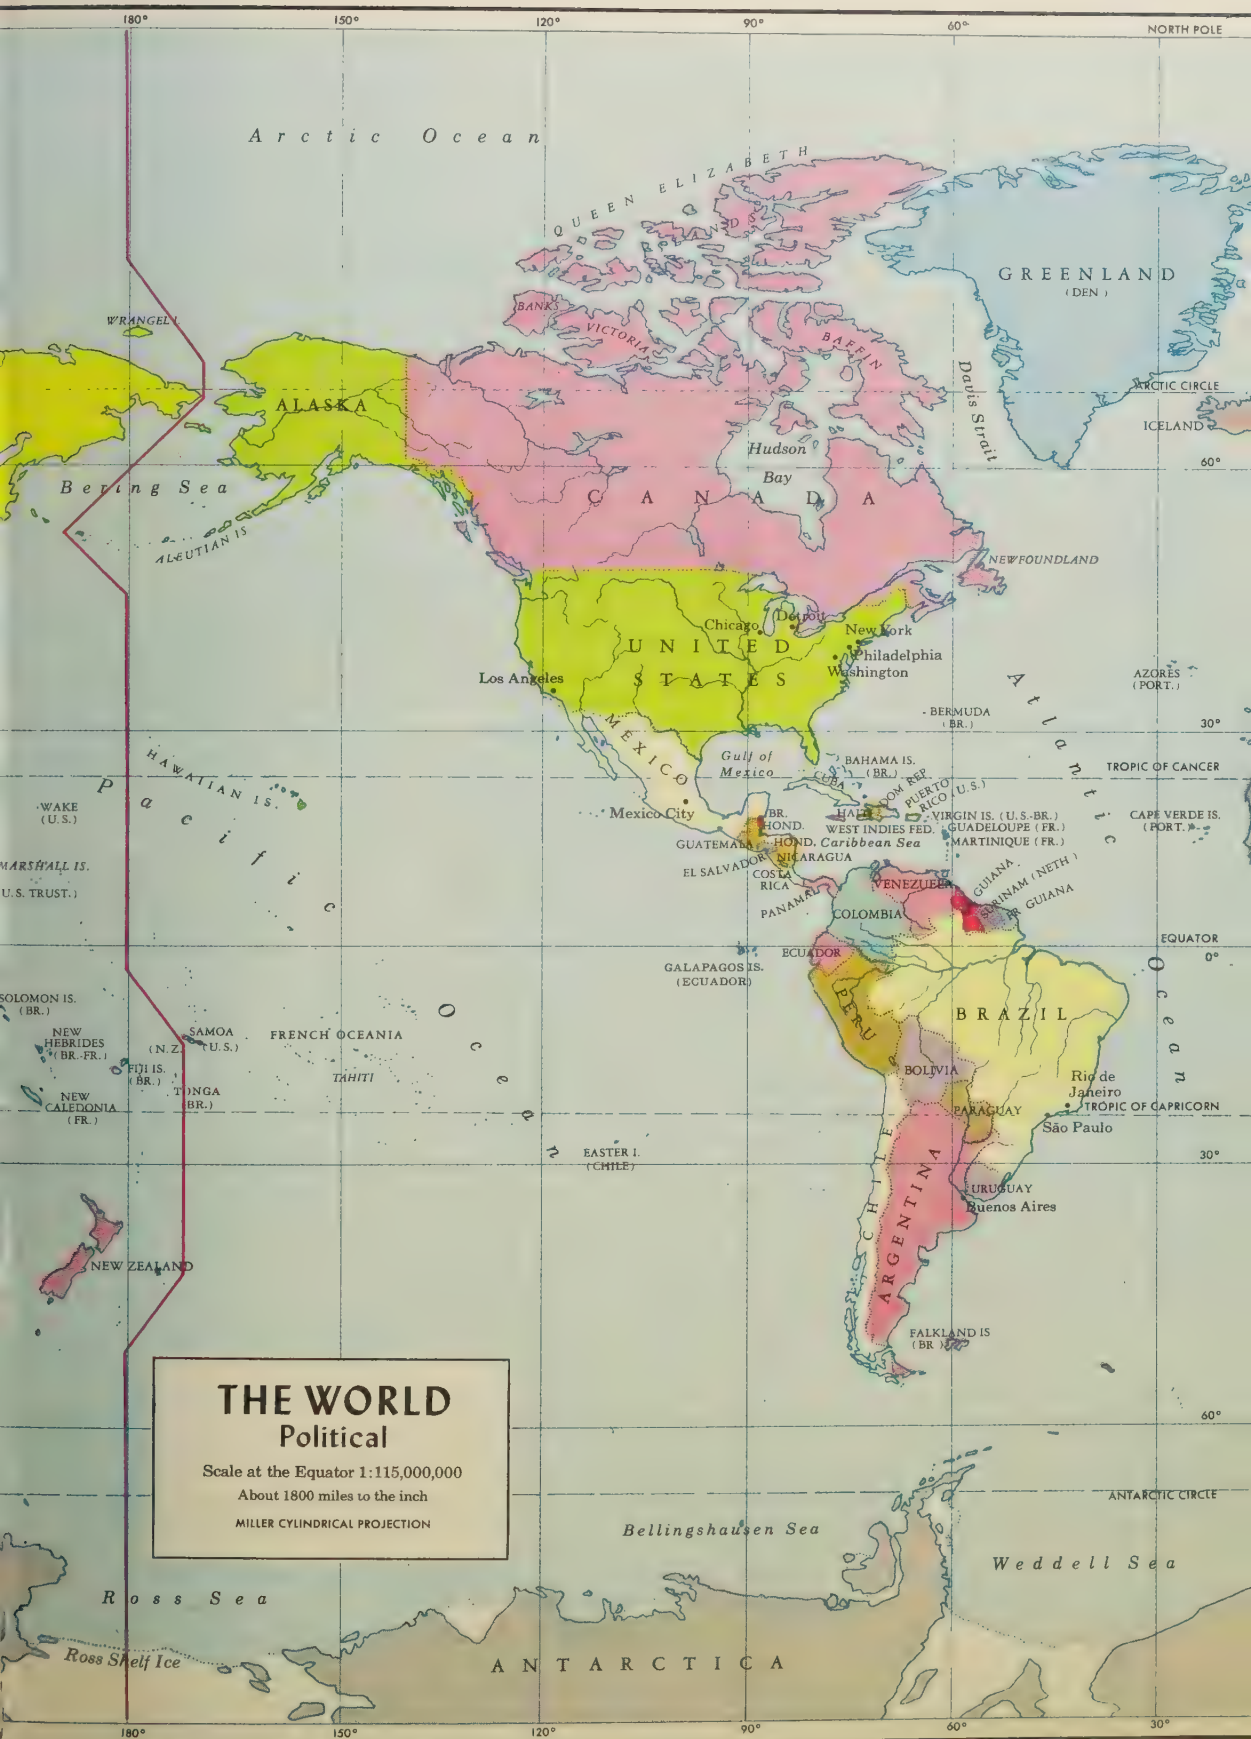 180°
150°
120°
90°
60°
NORTH POLE
Arctic Ocean
QUEEN ELIZABETH
ISLANDS
GREENLAND
(DEN)
BANKS
VICTORIA
BAFFIN
WRANGEL I.
ALASKA
Davis Strait
ARCTIC CIRCLE
ICELAND
Hudson
Bay
60°
Bering Sea
CANADA
ALEUTIAN IS.
NEWFOUNDLAND
Chicago
Detroit
New York
UNITED
STATES
Philadelphia
Washington
Los Angeles
AZORES
(PORT.)
BERMUDA
(BR.)
30°
MEXICO
Gulf of
Mexico
BAHAMA IS.
(BR.)
TROPIC OF CANCER
HAWAIIAN IS.
CUBA
DOM REP
PUERTO
RICO (U.S.)
Pacific
Ocean
Atlantic
Ocean
WAKE
(U.S.)
Mexico City
BR.
HOND.
HAITI
VIRGIN IS. (U.S.-BR.)
WEST INDIES FED.
GUADELOUPE (FR.)
CAPE VERDE IS.
(PORT.)
GUATEMALA
HOND.
Caribbean Sea
MARTINIQUE (FR.)
NICARAGUA
EL SALVADOR
COSTA
RICA
PANAMA
MARSHALL IS.
U.S. TRUST.)
VENEZUELA
GUIANA
SURINAM (NETH)
FR GUIANA
COLOMBIA
EQUATOR
0°
ECUADOR
GALAPAGOS IS.
(ECUADOR)
PERU
BRAZIL
SOLOMON IS.
(BR.)
NEW
HEBRIDES
(BR.-FR.)
SAMOA
(N.Z.)
(U.S.)
FRENCH OCEANIA
TAHITI
FIJI IS.
(BR.)
TONGA
(BR.)
NEW
CALEDONIA
(FR.)
BOLIVIA
PARAGUAY
Rio de
Janeiro
TROPIC OF CAPRICORN
São Paulo
EASTER I.
(CHILE)
30°
CHILE
ARGENTINA
URUGUAY
Buenos Aires
NEW ZEALAND
FALKLAND IS
(BR)
THE WORLD
Political
Scale at the Equator 1:115,000,000
About 1800 miles to the inch
MILLER CYLINDRICAL PROJECTION
60°
ANTARCTIC CIRCLE
Bellingshausen Sea
Weddell Sea
Ross Sea
Ross Shelf Ice
ANTARCTICA
180°
150°
120°
90°
60°
30°